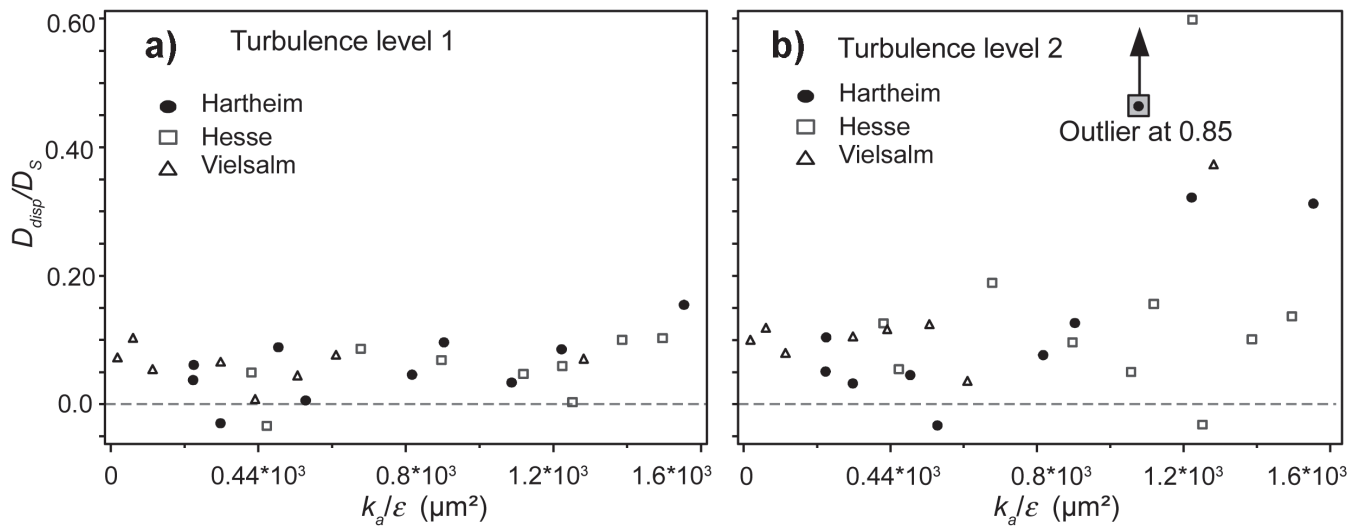 a) Turbulence level 1
Hartheim
Hesse
Vielsalm
0.60
0.40
0.20
0.0
D_disp/D_S
0 0.44*10³ 0.8*10³ 1.2*10³ 1.6*10³
k_a/ε (µm²)
b) Turbulence level 2
Hartheim
Hesse
Vielsalm
Outlier at 0.85
0 0.44*10³ 0.8*10³ 1.2*10³ 1.6*10³
k_a/ε (µm²)